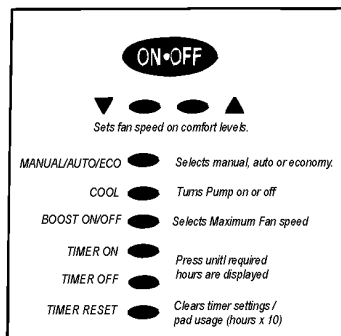 ON•OFF
Sets fan speed on comfort levels.
MANUAL/AUTO/ECO Selects manual, auto or economy.
COOL Turns Pump on or off
BOOST ON/OFF Selects Maximum Fan speed
TIMER ON
Press unitl required
hours are displayed
TIMER OFF
TIMER RESET Clears timer settings /
pad usage (hours x 10)